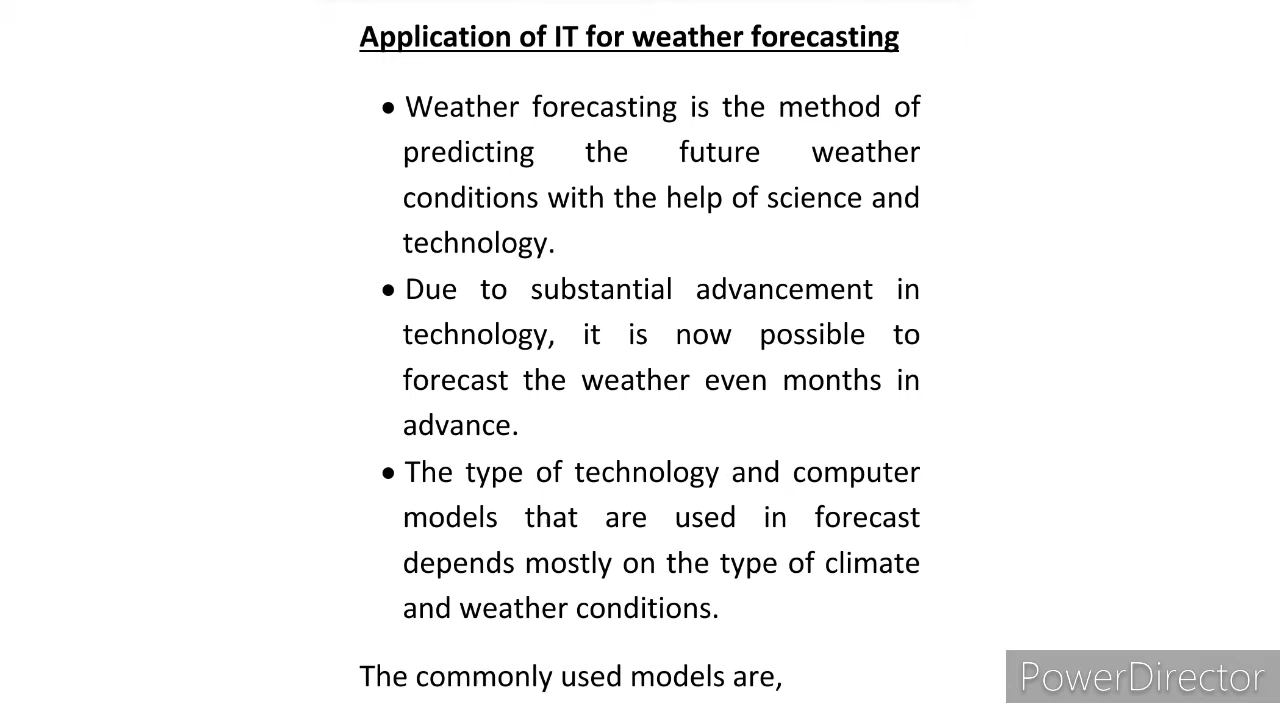 Application of IT for weather forecasting
• Weather forecasting is the method of
predicting the future weather
conditions with the help of science and
technology.
• Due to substantial advancement in
technology, it is now possible to
forecast the weather even months in
advance.
• The type of technology and computer
models that are used in forecast
depends mostly on the type of climate
and weather conditions.
The commonly used models are,
PowerDirector